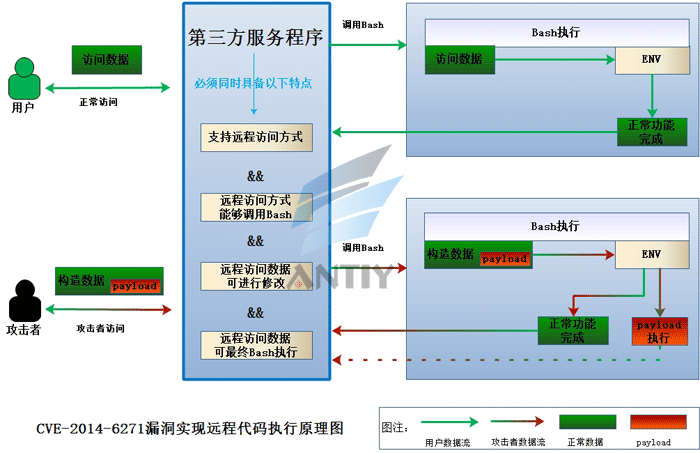 第三方服务程序
必须同时具备以下特点
支持远程访问方式
&&
远程访问方式
能够调用Bash
&&
远程访问数据
可进行修改
&&
远程访问数据
可最终Bash执行
访问数据
用户
正常访问
调用Bash
Bash执行
访问数据
ENV
正常功能
完成
构造数据
payload
攻击者
攻击者访问
调用Bash
Bash执行
构造数据
payload
ENV
正常功能
完成
payload
执行
ANTIY
CVE-2014-6271漏洞实现远程代码执行原理图
图注:
用户数据流
攻击者数据流
正常数据
payload